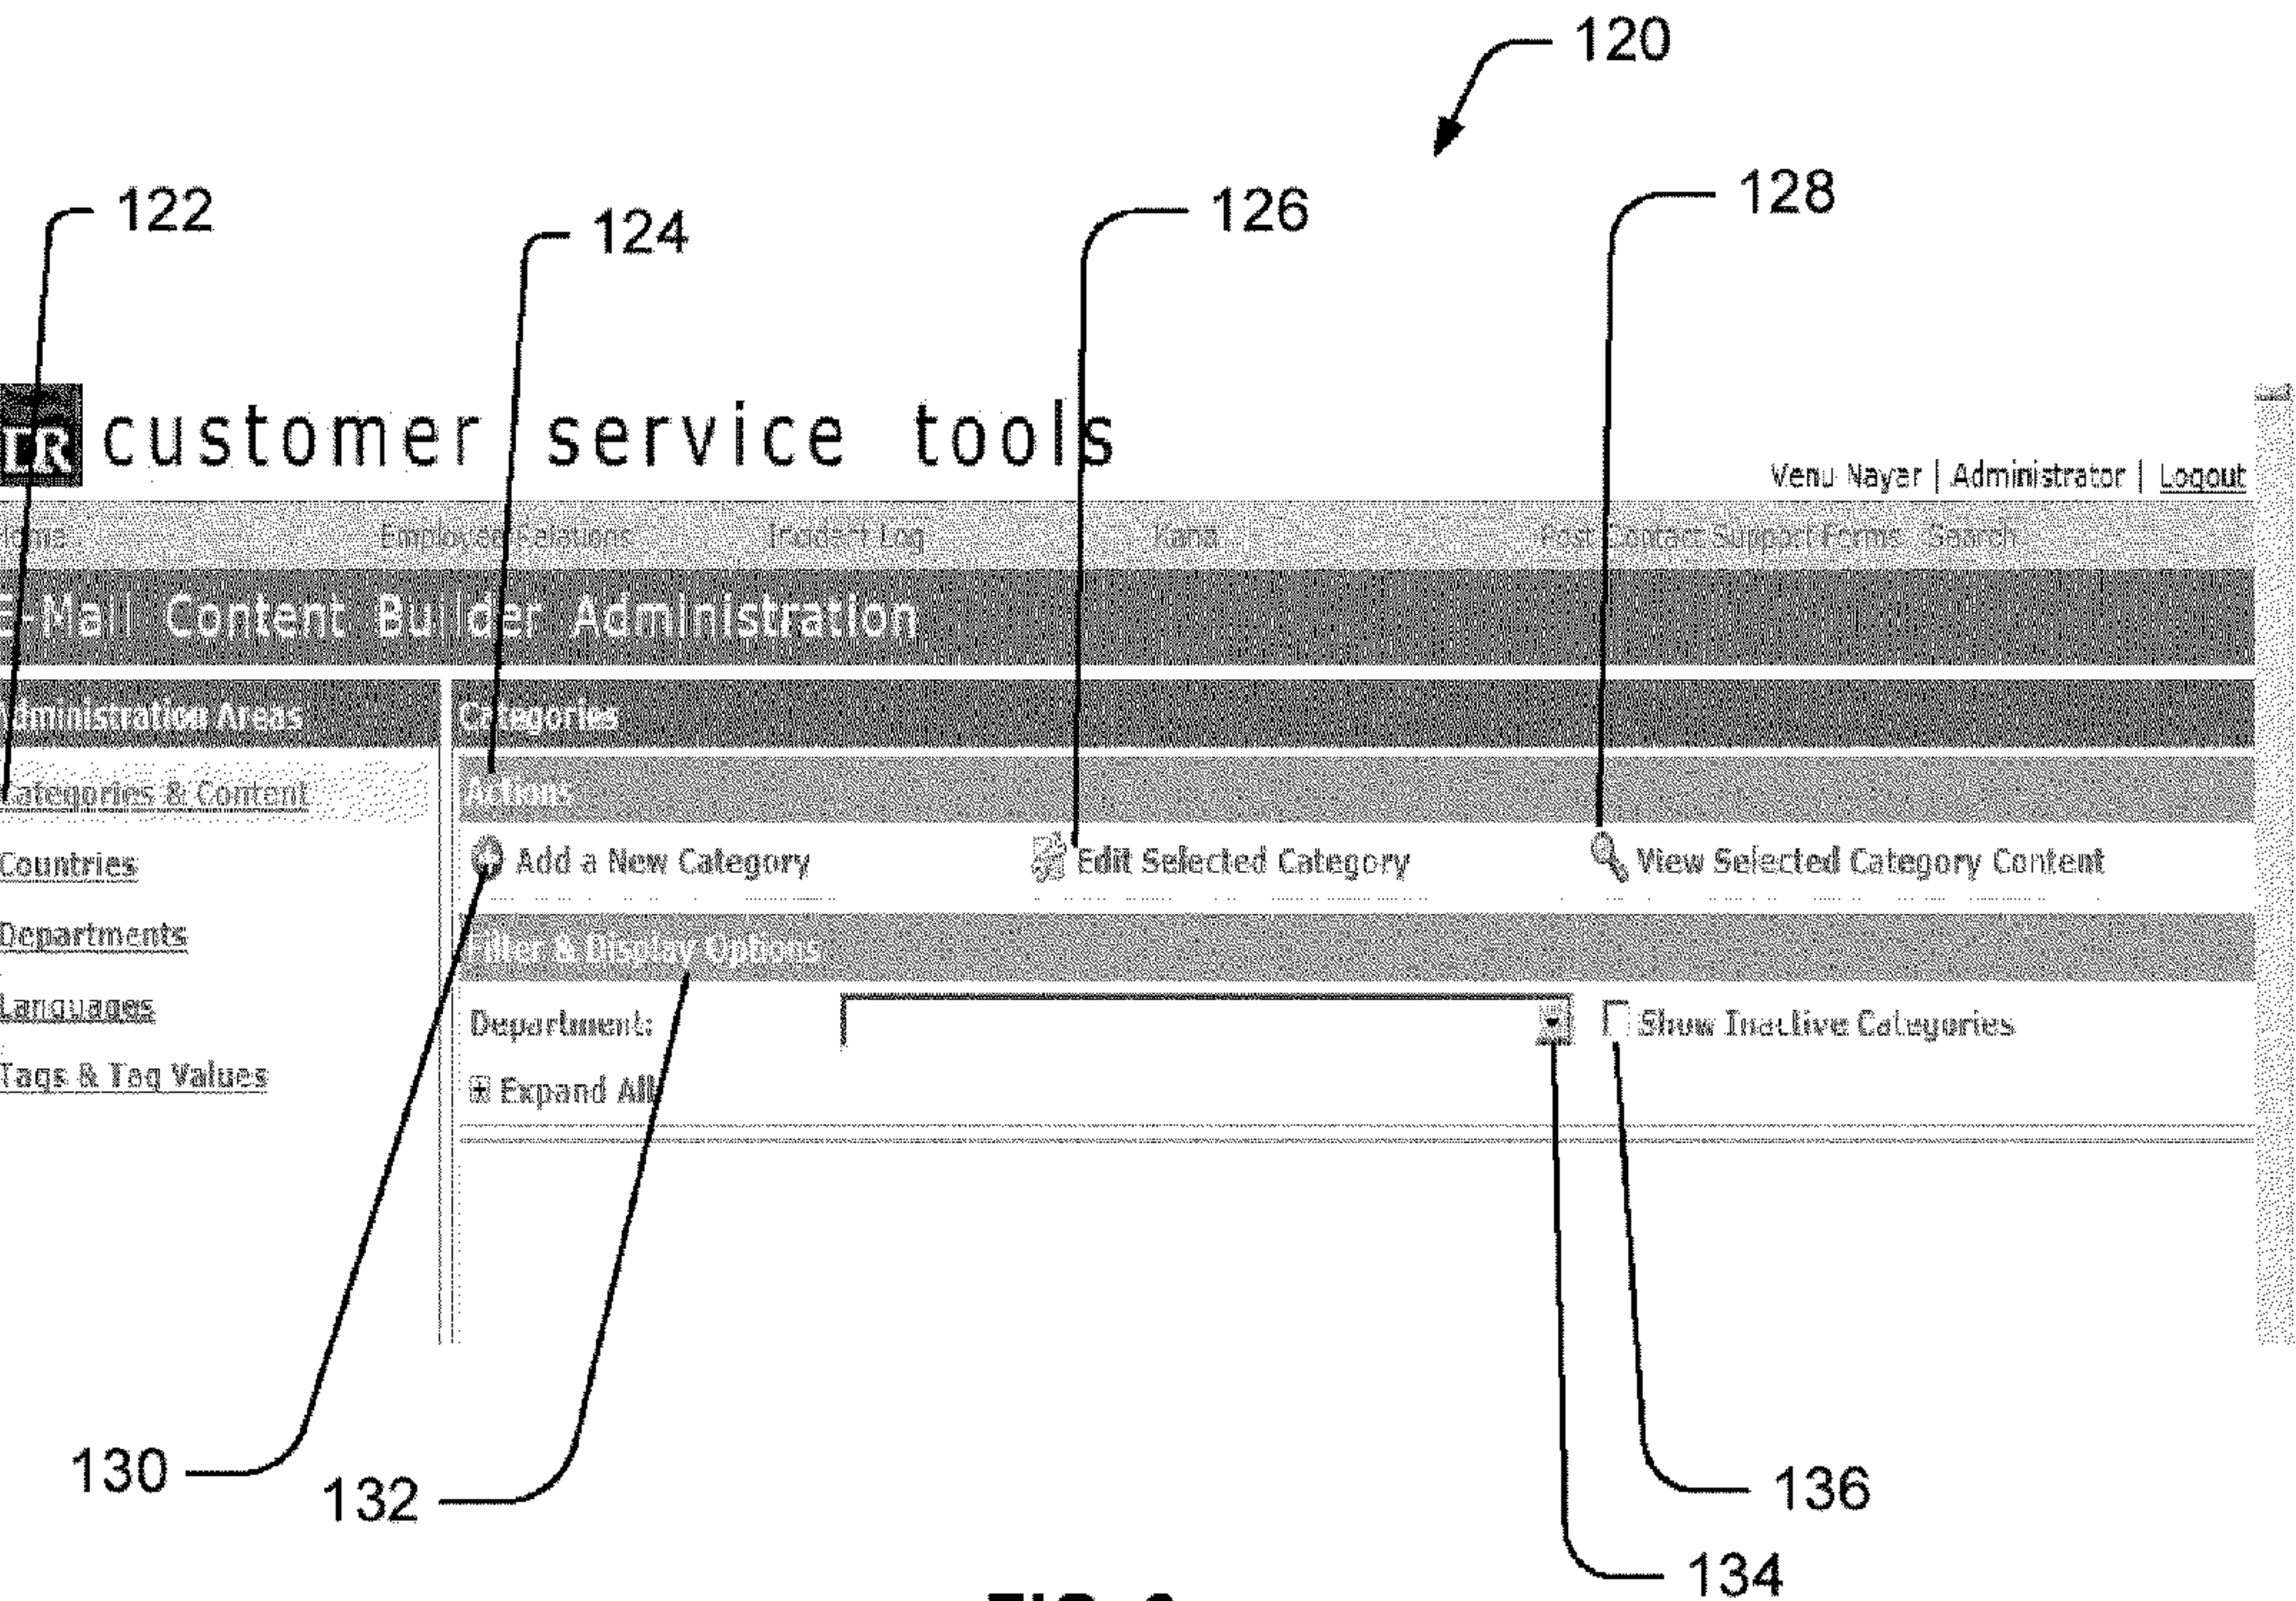 120
122
124
126
128
customer service tools
Venu Nayar | Administrator | Logout
Home Employee Relations Incident Log Kana Post Contact Support Forms Search
E-Mail Content Builder Administration
Administration Areas
Categories
Categories & Content
Actions
Countries
Add a New Category
Edit Selected Category
View Selected Category Content
Departments
Filter & Display Options
Languages
Department:
Show Inactive Categories
Tags & Tag Values
Expand All
130
132
134
136